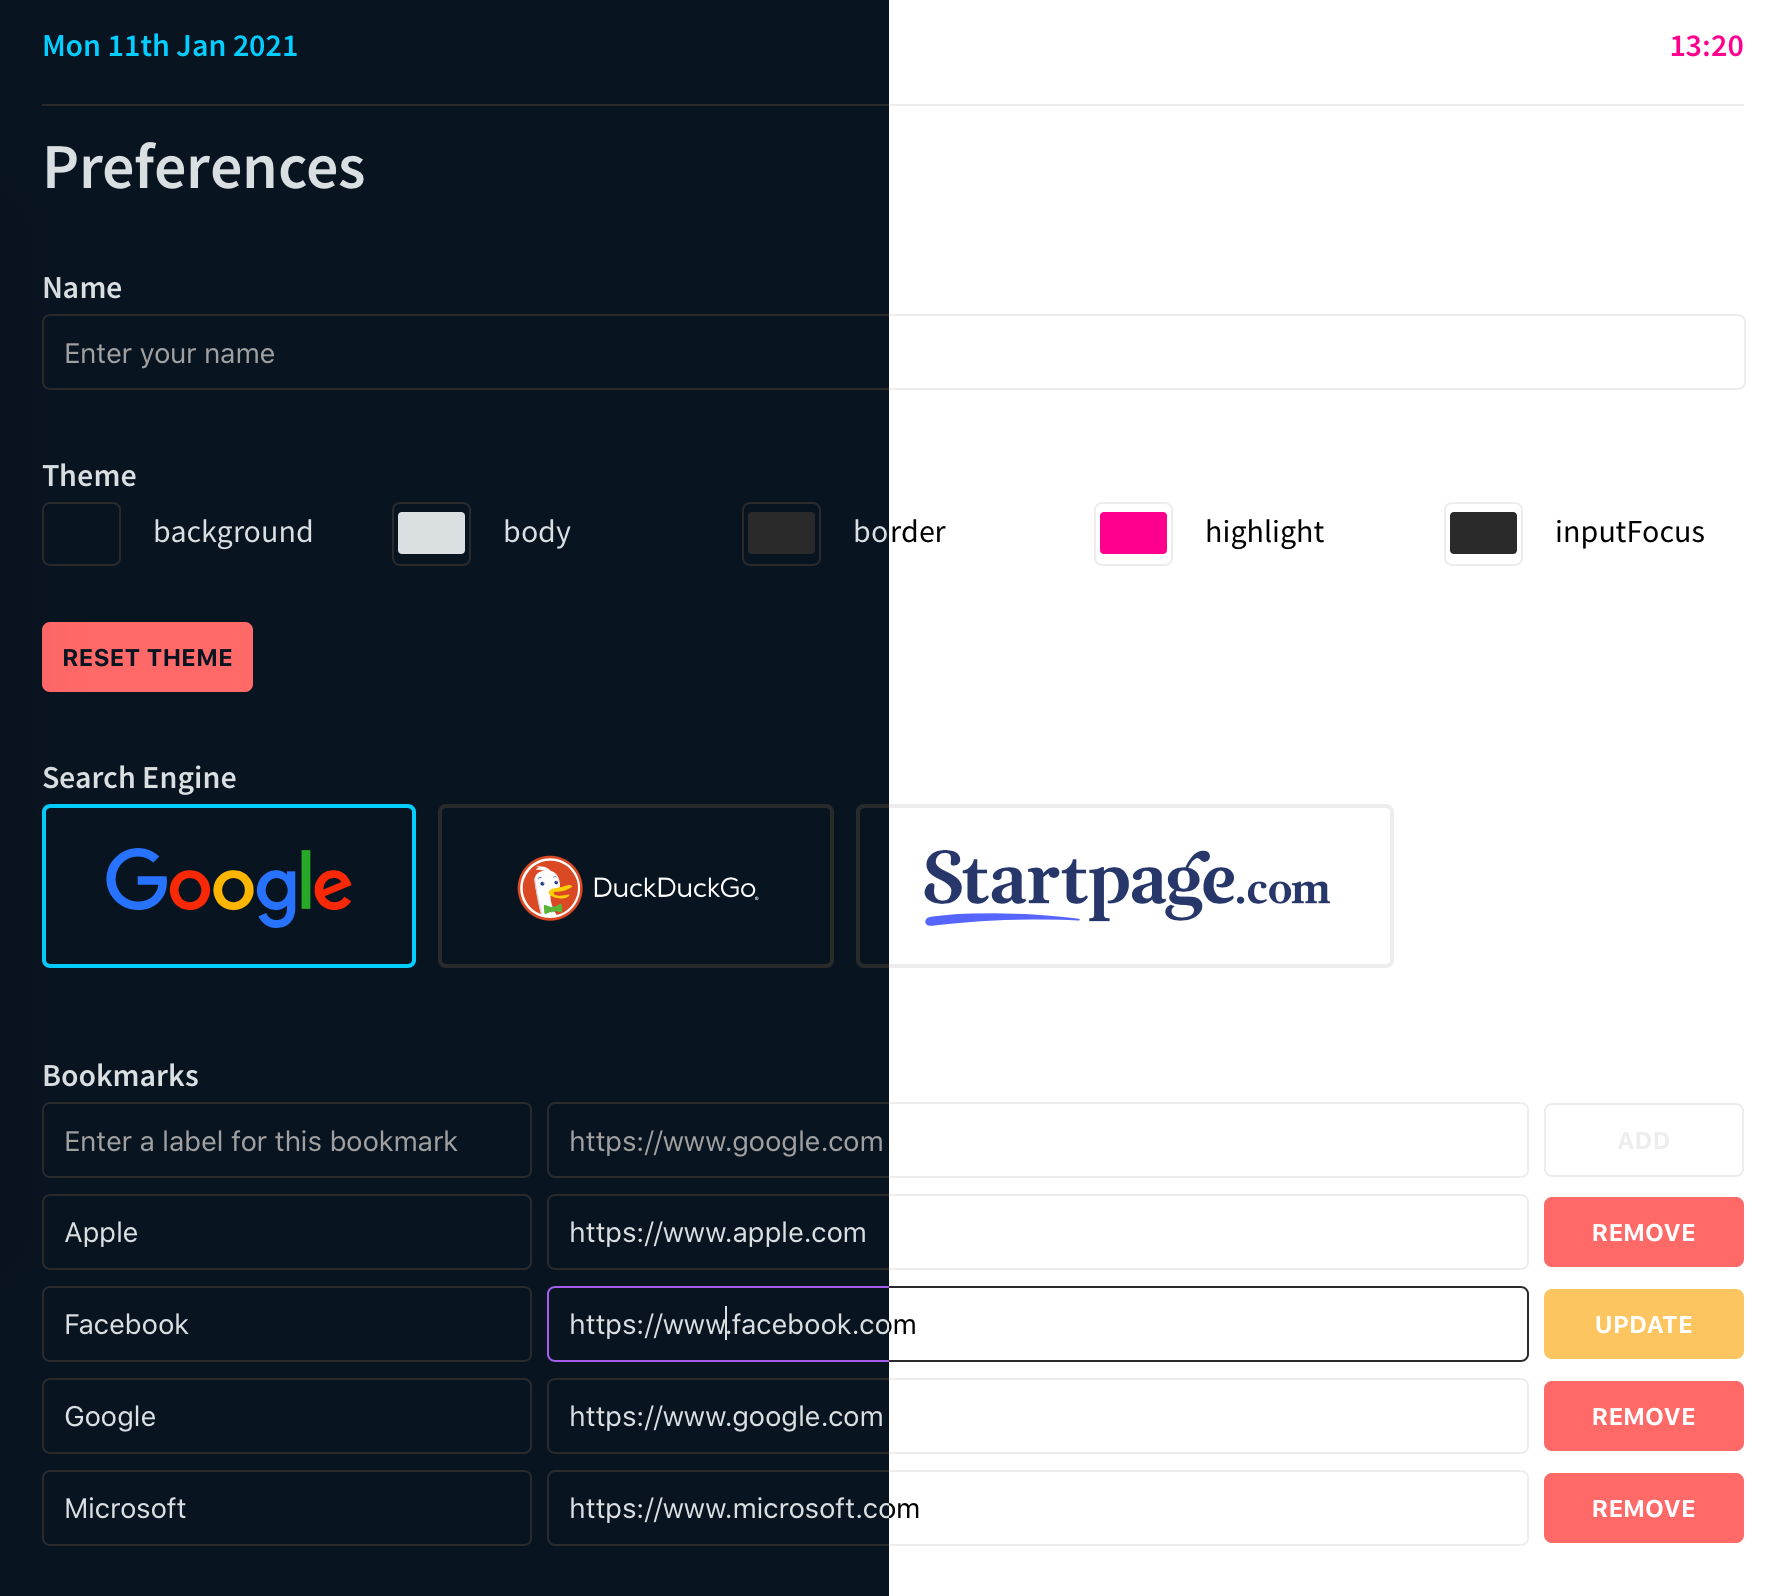 Mon 11th Jan 2021 13:20
Preferences
Name
Enter your name
Theme
background body border highlight inputFocus
RESET THEME
Search Engine
Google DuckDuckGo. Startpage.com
Bookmarks
Enter a label for this bookmark https://www.google.com ADD
Apple https://www.apple.com REMOVE
Facebook https://www.facebook.com UPDATE
Google https://www.google.com REMOVE
Microsoft https://www.microsoft.com REMOVE